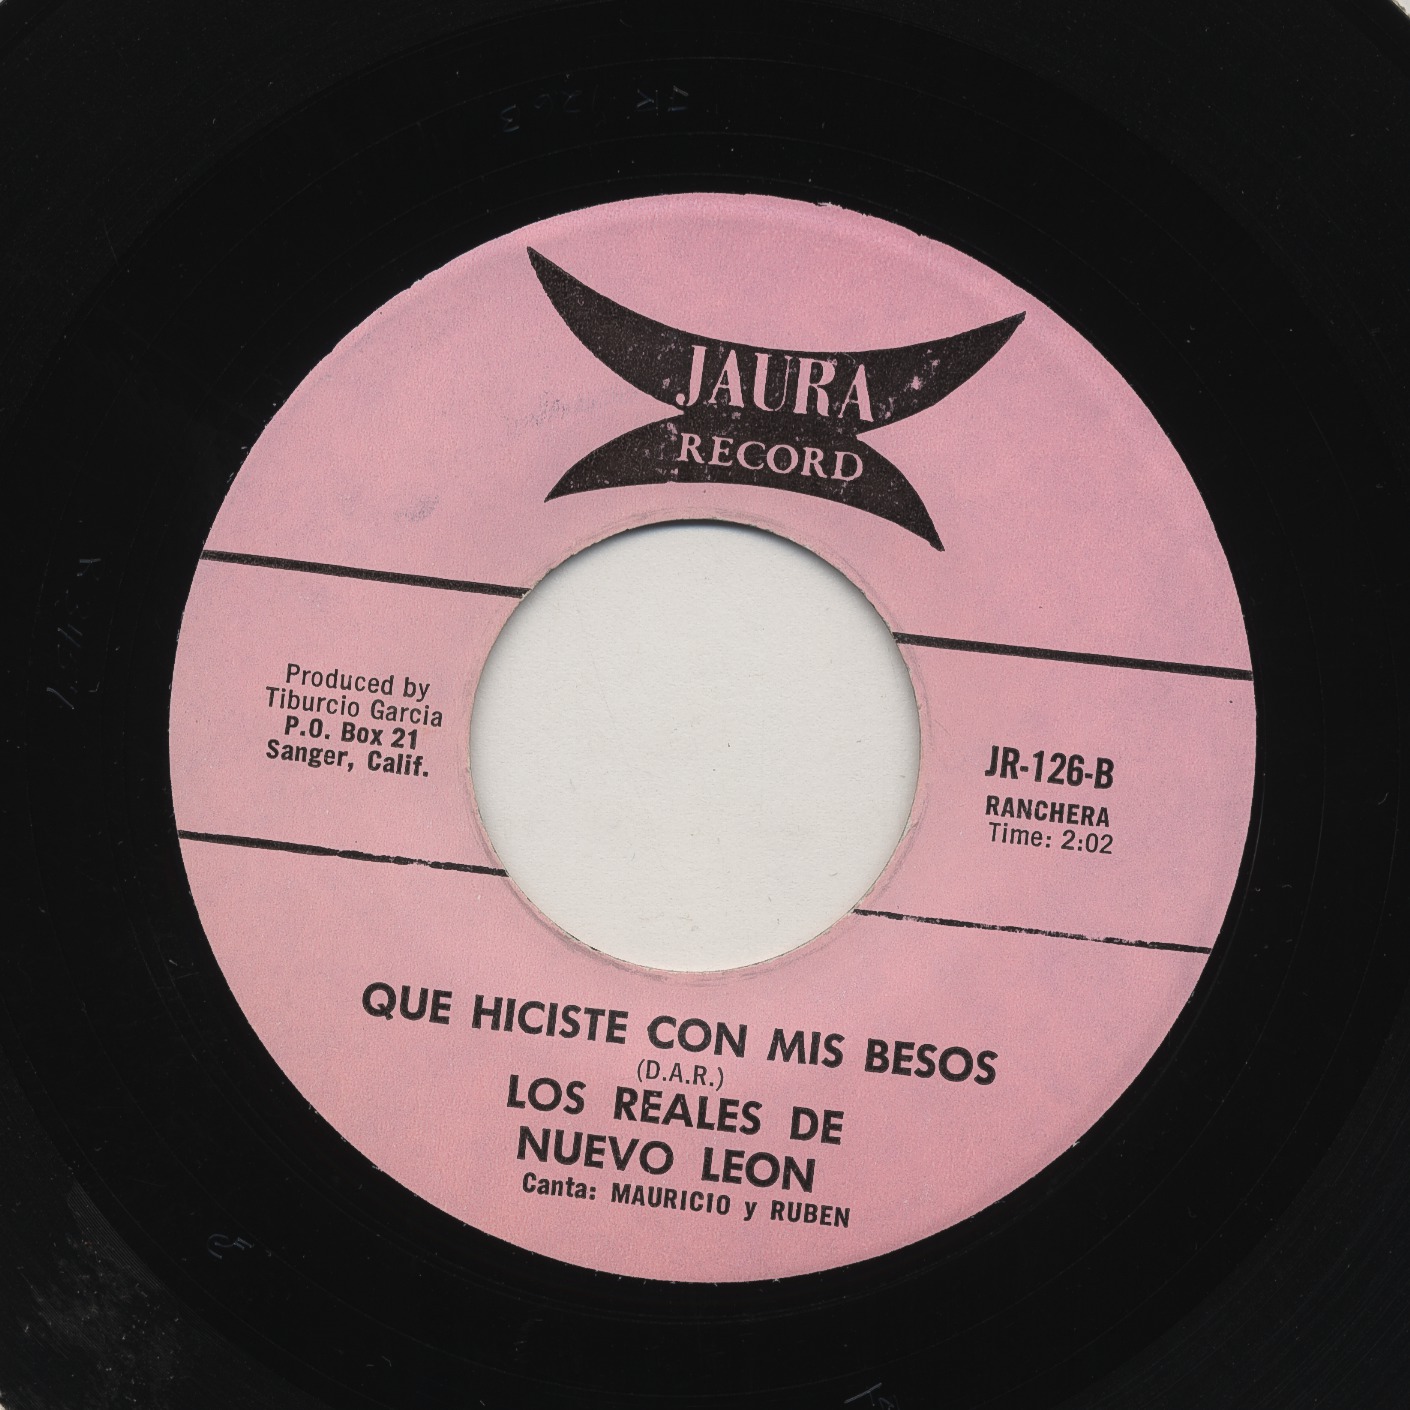 JAURA
RECORD
Produced by
Tiburcio Garcia
P.O. Box 21
Sanger, Calif.
JR-126-B
RANCHERA
Time: 2:02
QUE HICISTE CON MIS BESOS
(D.A.R.)
LOS REALES DE
NUEVO LEON
Canta: MAURICIO y RUBEN